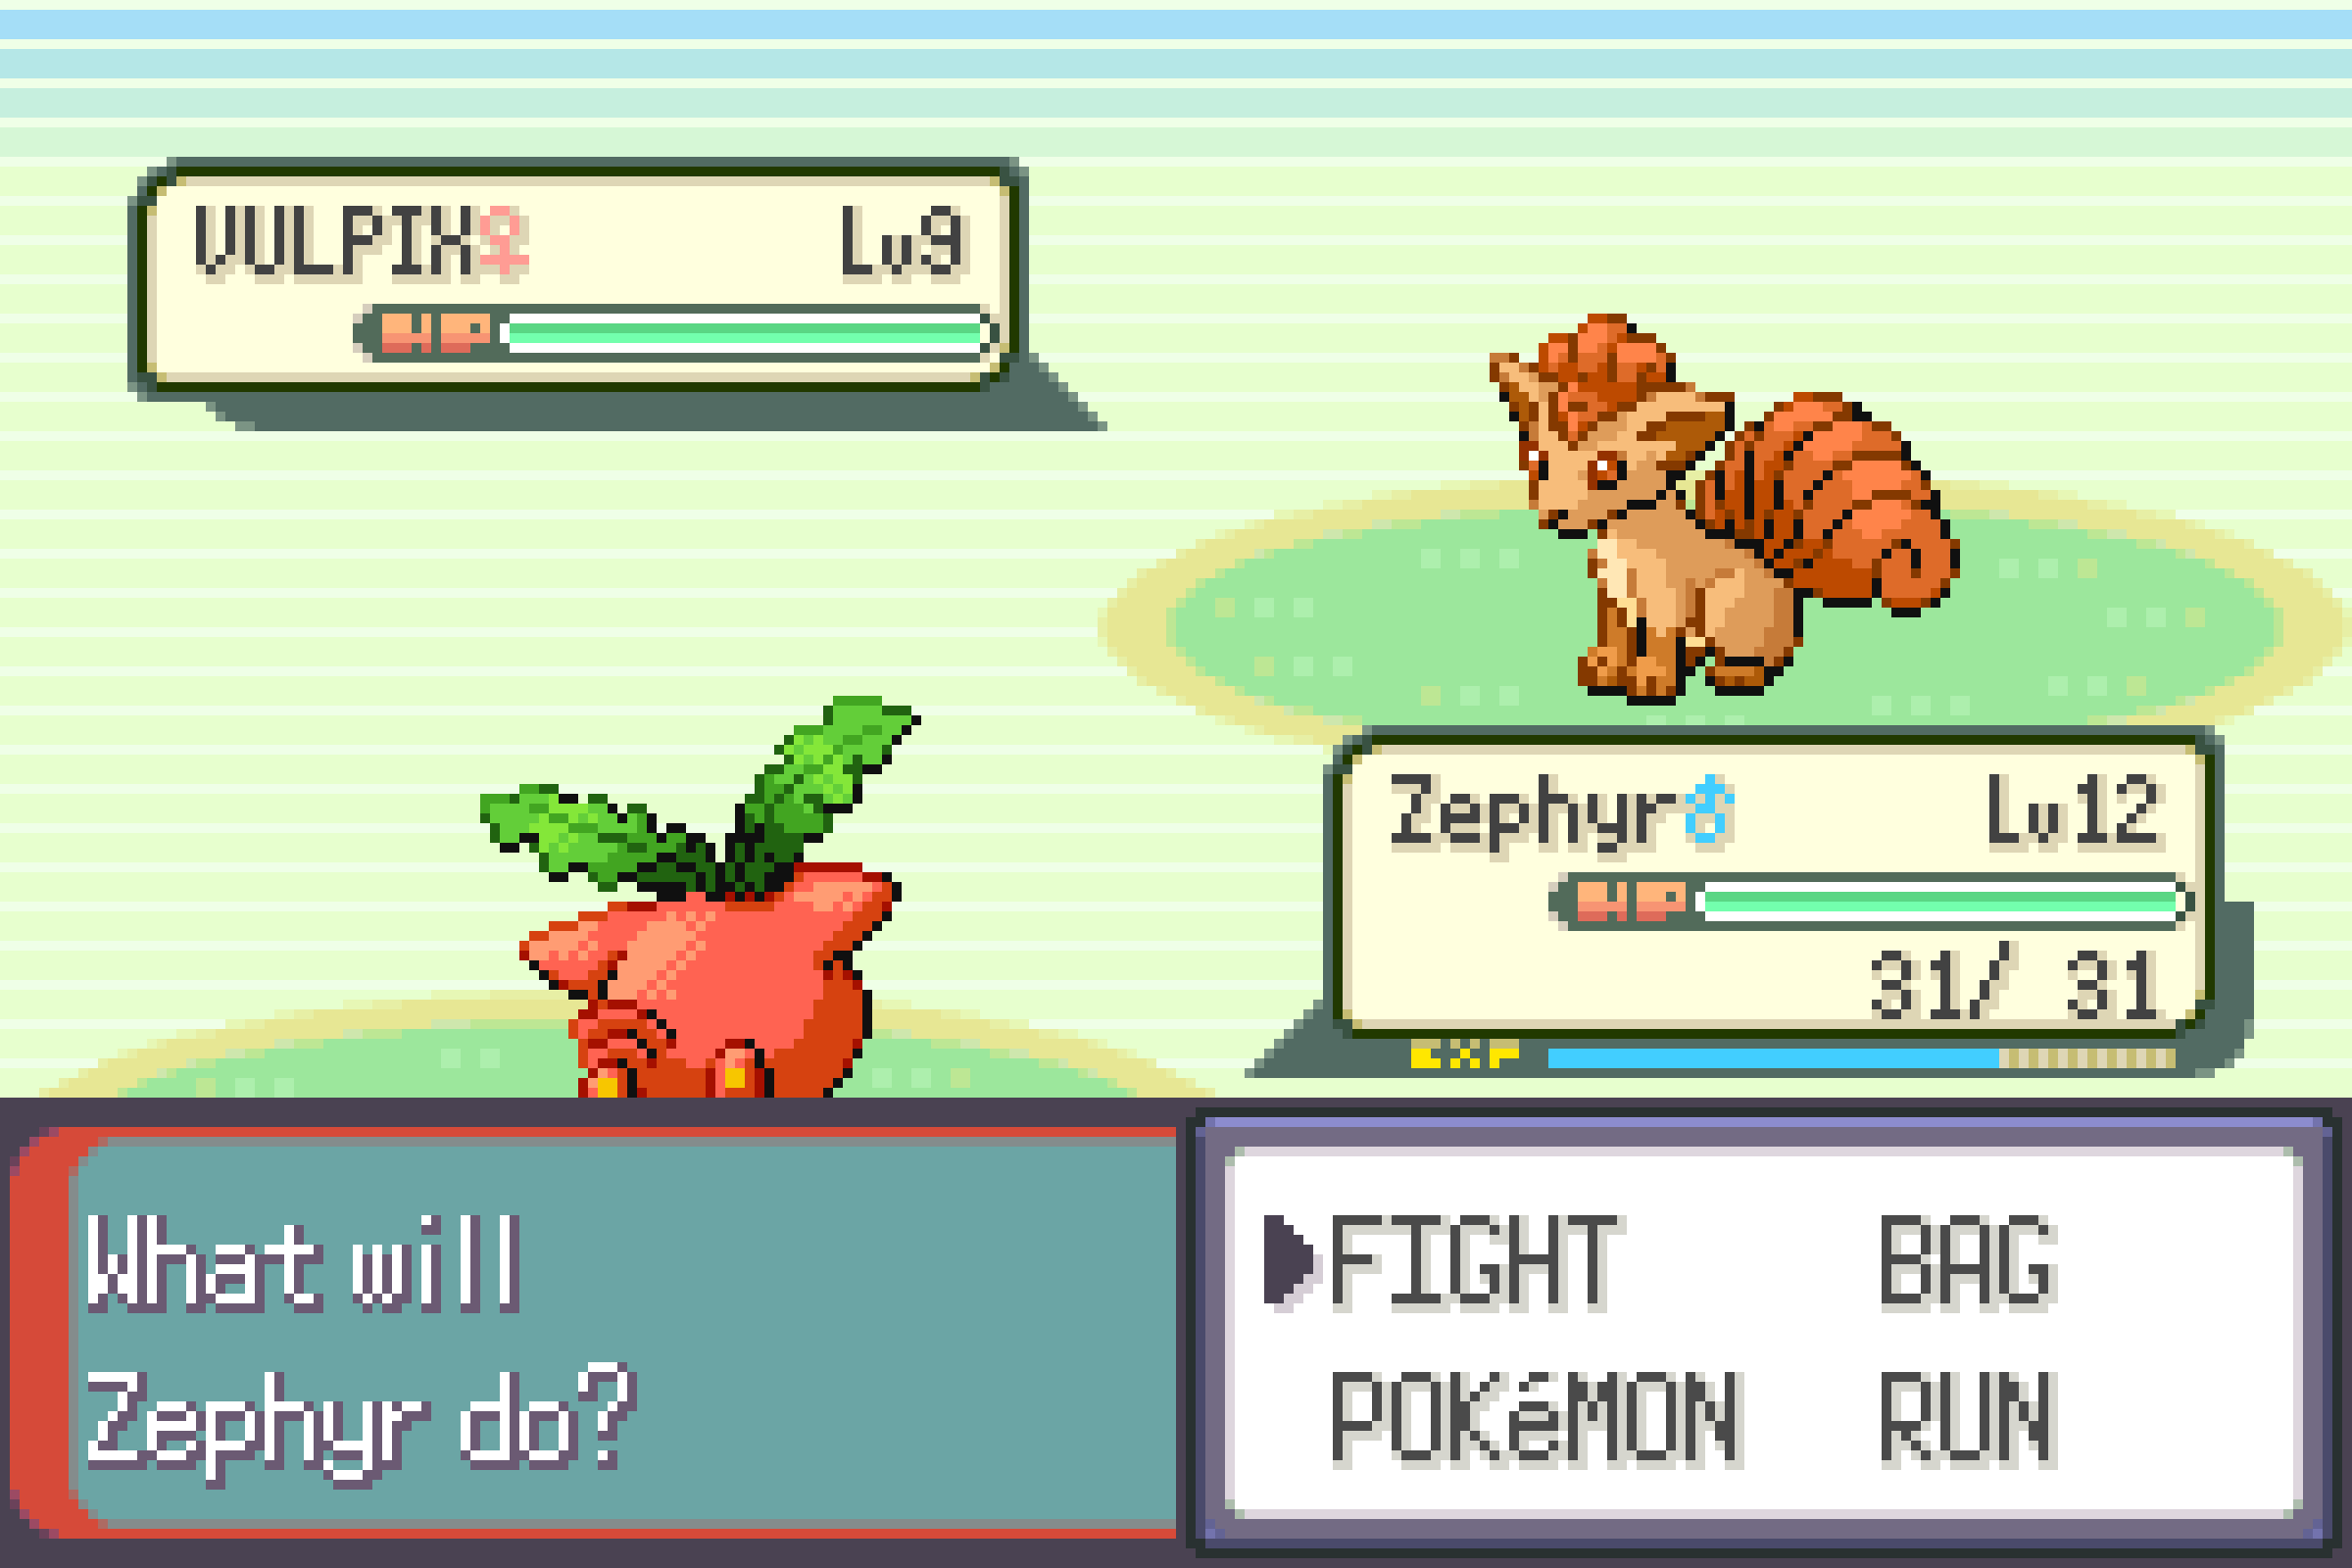 VULPIX♀ Lv9
HP
Zephyr♂ Lv12
HP
31/ 31
EXP
What will
Zephyr do?
FIGHT BAG
POKéMON RUN